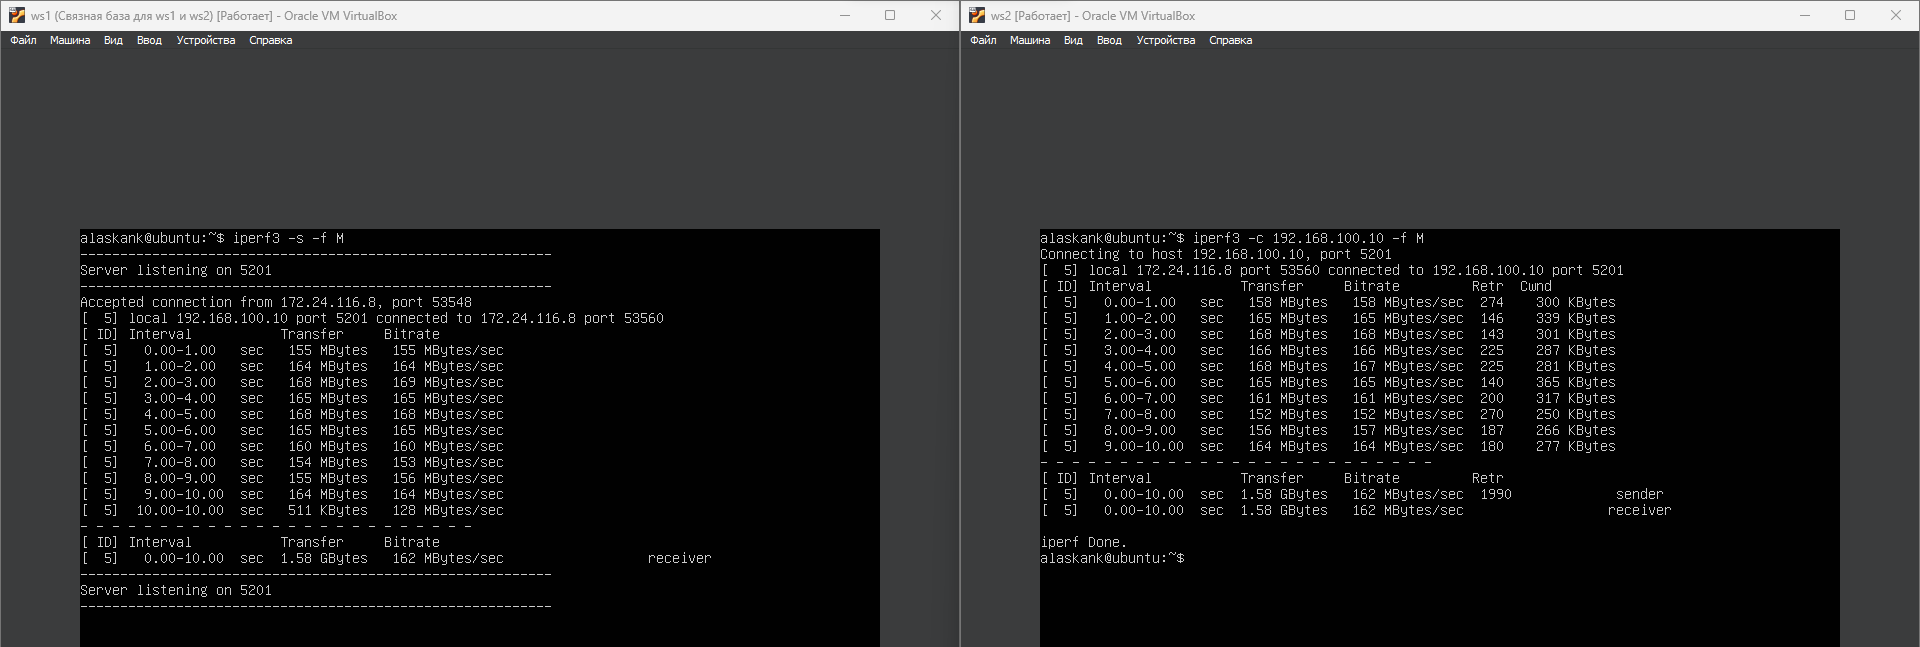 ws1 (Связная база для ws1 и ws2) [Работает] - Oracle VM VirtualBox
Файл Машина Вид Ввод Устройства Справка
alaskank@ubuntu:~$ iperf3 -s -f M
-----------------------------------------------------------
Server listening on 5201
-----------------------------------------------------------
Accepted connection from 172.24.116.8, port 53548
[  5] local 192.168.100.10 port 5201 connected to 172.24.116.8 port 53560
[ ID] Interval           Transfer     Bitrate
[  5]   0.00-1.00   sec   155 MBytes   155 MBytes/sec
[  5]   1.00-2.00   sec   164 MBytes   164 MBytes/sec
[  5]   2.00-3.00   sec   168 MBytes   169 MBytes/sec
[  5]   3.00-4.00   sec   165 MBytes   165 MBytes/sec
[  5]   4.00-5.00   sec   168 MBytes   168 MBytes/sec
[  5]   5.00-6.00   sec   165 MBytes   165 MBytes/sec
[  5]   6.00-7.00   sec   160 MBytes   160 MBytes/sec
[  5]   7.00-8.00   sec   154 MBytes   153 MBytes/sec
[  5]   8.00-9.00   sec   155 MBytes   156 MBytes/sec
[  5]   9.00-10.00  sec   164 MBytes   164 MBytes/sec
[  5]  10.00-10.00  sec   511 KBytes   128 MBytes/sec
- - - - - - - - - - - - - - - - - - - - - - - - -
[ ID] Interval           Transfer     Bitrate
[  5]   0.00-10.00  sec  1.58 GBytes   162 MBytes/sec                  receiver
-----------------------------------------------------------
Server listening on 5201
-----------------------------------------------------------
ws2 [Работает] - Oracle VM VirtualBox
Файл Машина Вид Ввод Устройства Справка
alaskank@ubuntu:~$ iperf3 -c 192.168.100.10 -f M
Connecting to host 192.168.100.10, port 5201
[  5] local 172.24.116.8 port 53560 connected to 192.168.100.10 port 5201
[ ID] Interval           Transfer     Bitrate         Retr  Cwnd
[  5]   0.00-1.00   sec   158 MBytes   158 MBytes/sec  274    300 KBytes
[  5]   1.00-2.00   sec   165 MBytes   165 MBytes/sec  146    339 KBytes
[  5]   2.00-3.00   sec   168 MBytes   168 MBytes/sec  143    301 KBytes
[  5]   3.00-4.00   sec   166 MBytes   166 MBytes/sec  225    287 KBytes
[  5]   4.00-5.00   sec   168 MBytes   167 MBytes/sec  225    281 KBytes
[  5]   5.00-6.00   sec   165 MBytes   165 MBytes/sec  140    365 KBytes
[  5]   6.00-7.00   sec   161 MBytes   161 MBytes/sec  200    317 KBytes
[  5]   7.00-8.00   sec   152 MBytes   152 MBytes/sec  270    250 KBytes
[  5]   8.00-9.00   sec   156 MBytes   157 MBytes/sec  187    266 KBytes
[  5]   9.00-10.00  sec   164 MBytes   164 MBytes/sec  180    277 KBytes
- - - - - - - - - - - - - - - - - - - - - - - - -
[ ID] Interval           Transfer     Bitrate         Retr
[  5]   0.00-10.00  sec  1.58 GBytes   162 MBytes/sec  1990             sender
[  5]   0.00-10.00  sec  1.58 GBytes   162 MBytes/sec                  receiver
iperf Done.
alaskank@ubuntu:~$